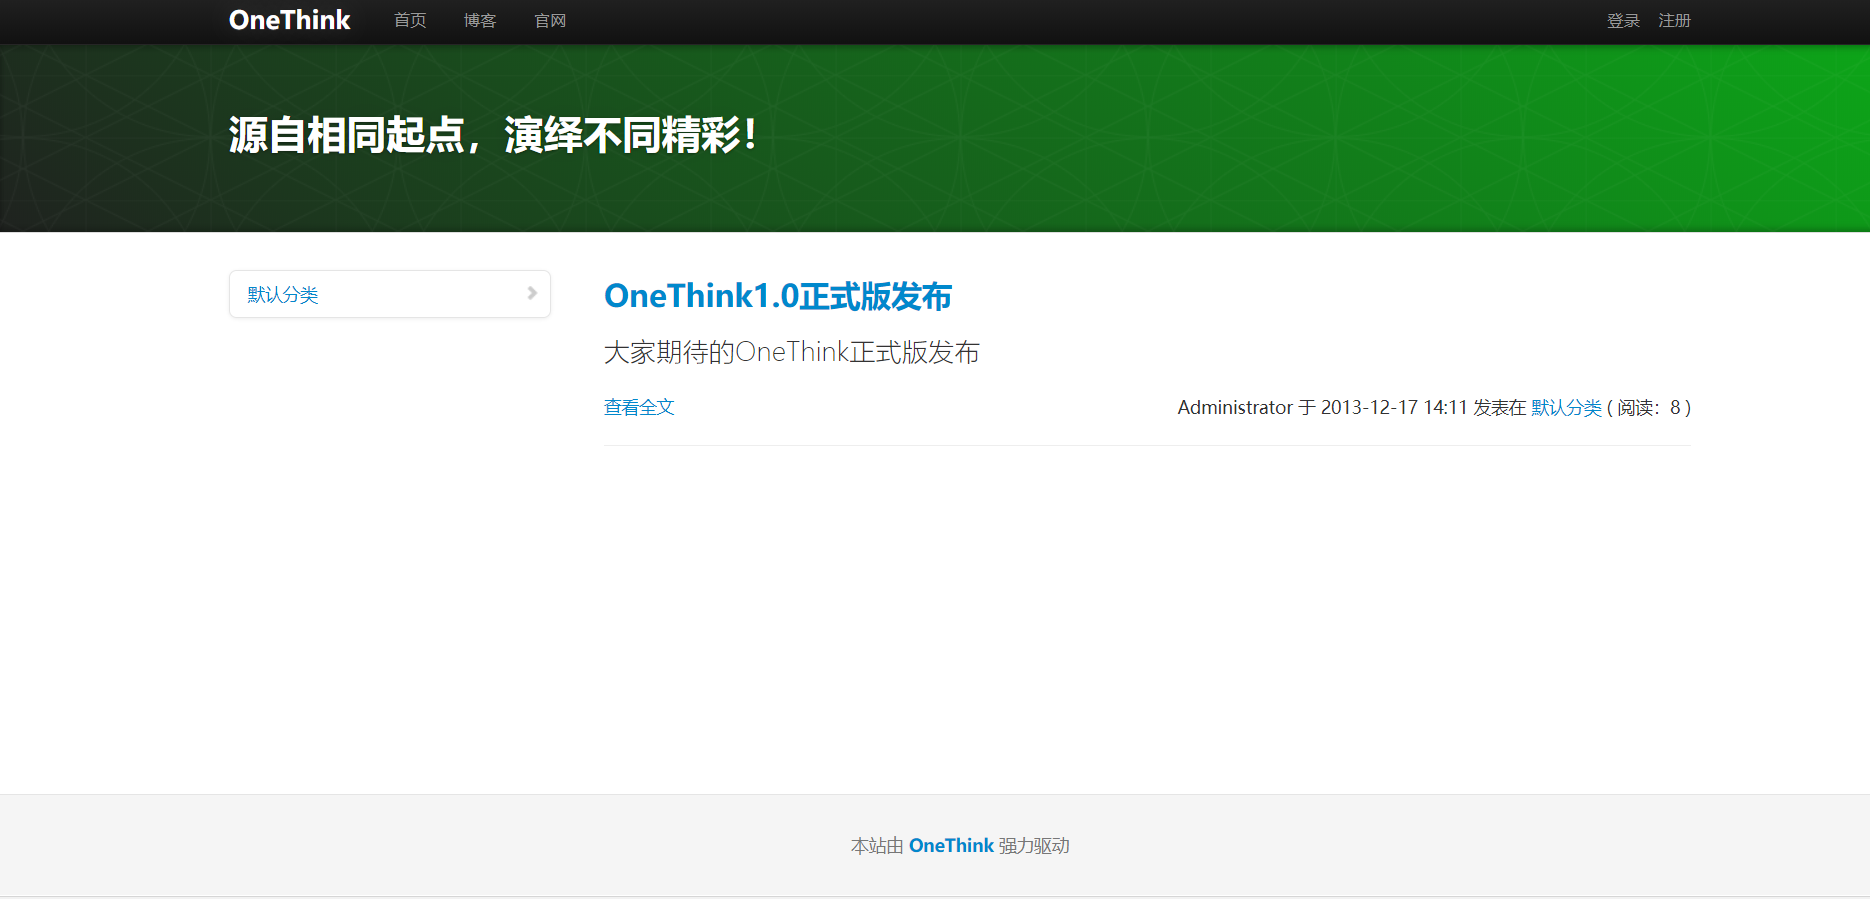 OneThink 首页 博客 官网 登录 注册
源自相同起点，演绎不同精彩！
默认分类
OneThink1.0正式版发布
大家期待的OneThink正式版发布
查看全文 Administrator 于 2013-12-17 14:11 发表在 默认分类 ( 阅读：8 )
本站由 OneThink 强力驱动